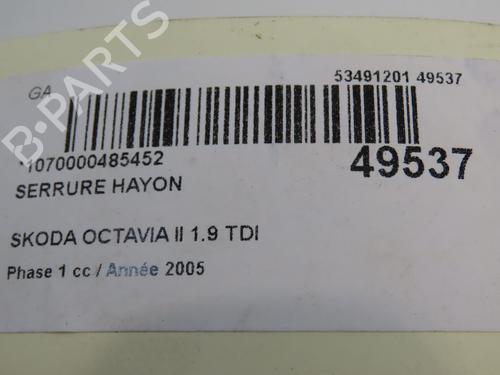 GA
53491201 49537
*1070000485452
49537
SERRURE HAYON
SKODA OCTAVIA II 1.9 TDI
Phase 1 cc / Année 2005
B-PARTS